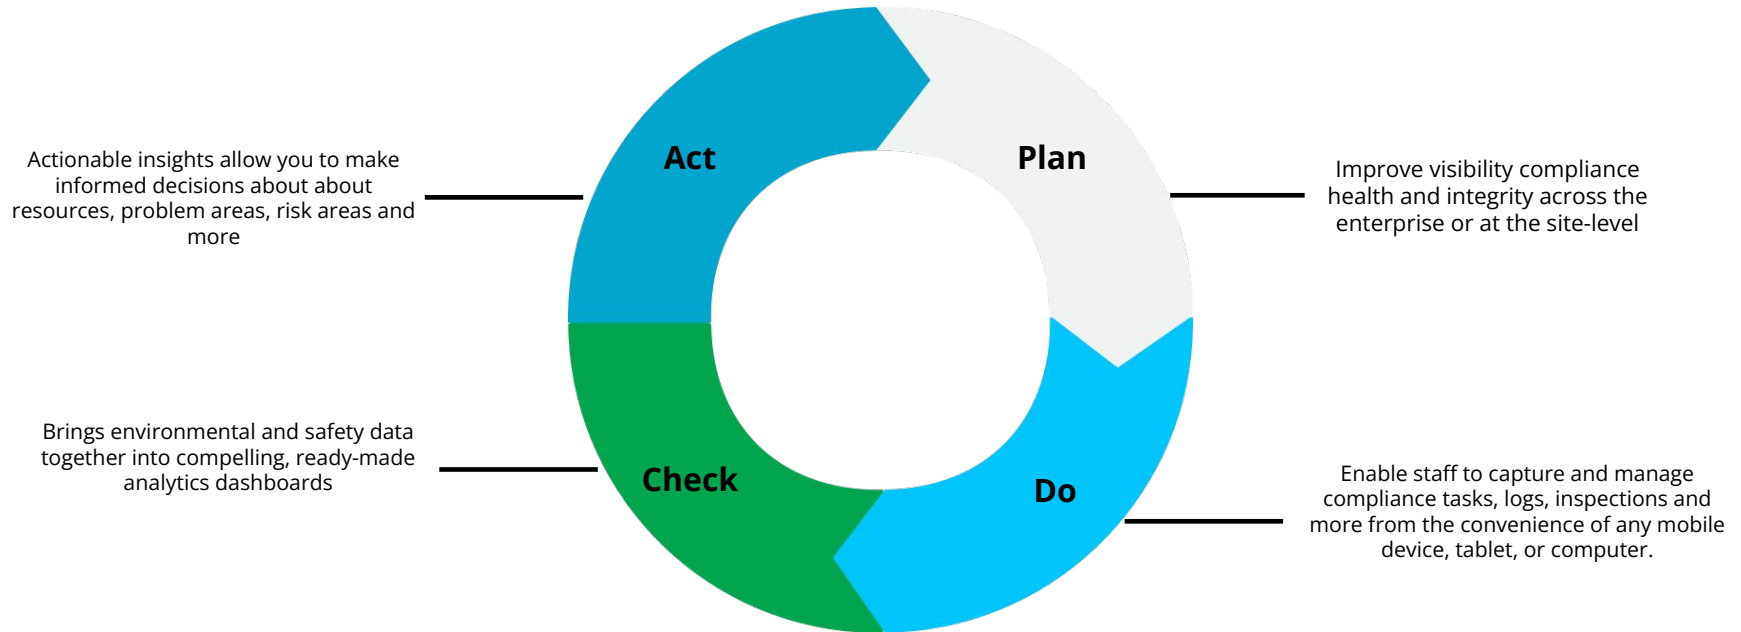 Act
Plan
Actionable insights allow you to make
informed decisions about about
resources, problem areas, risk areas and
more
Improve visibility compliance
health and integrity across the
enterprise or at the site-level
Brings environmental and safety data
together into compelling, ready-made
analytics dashboards
Check
Do
Enable staff to capture and manage
compliance tasks, logs, inspections and
more from the convenience of any mobile
device, tablet, or computer.